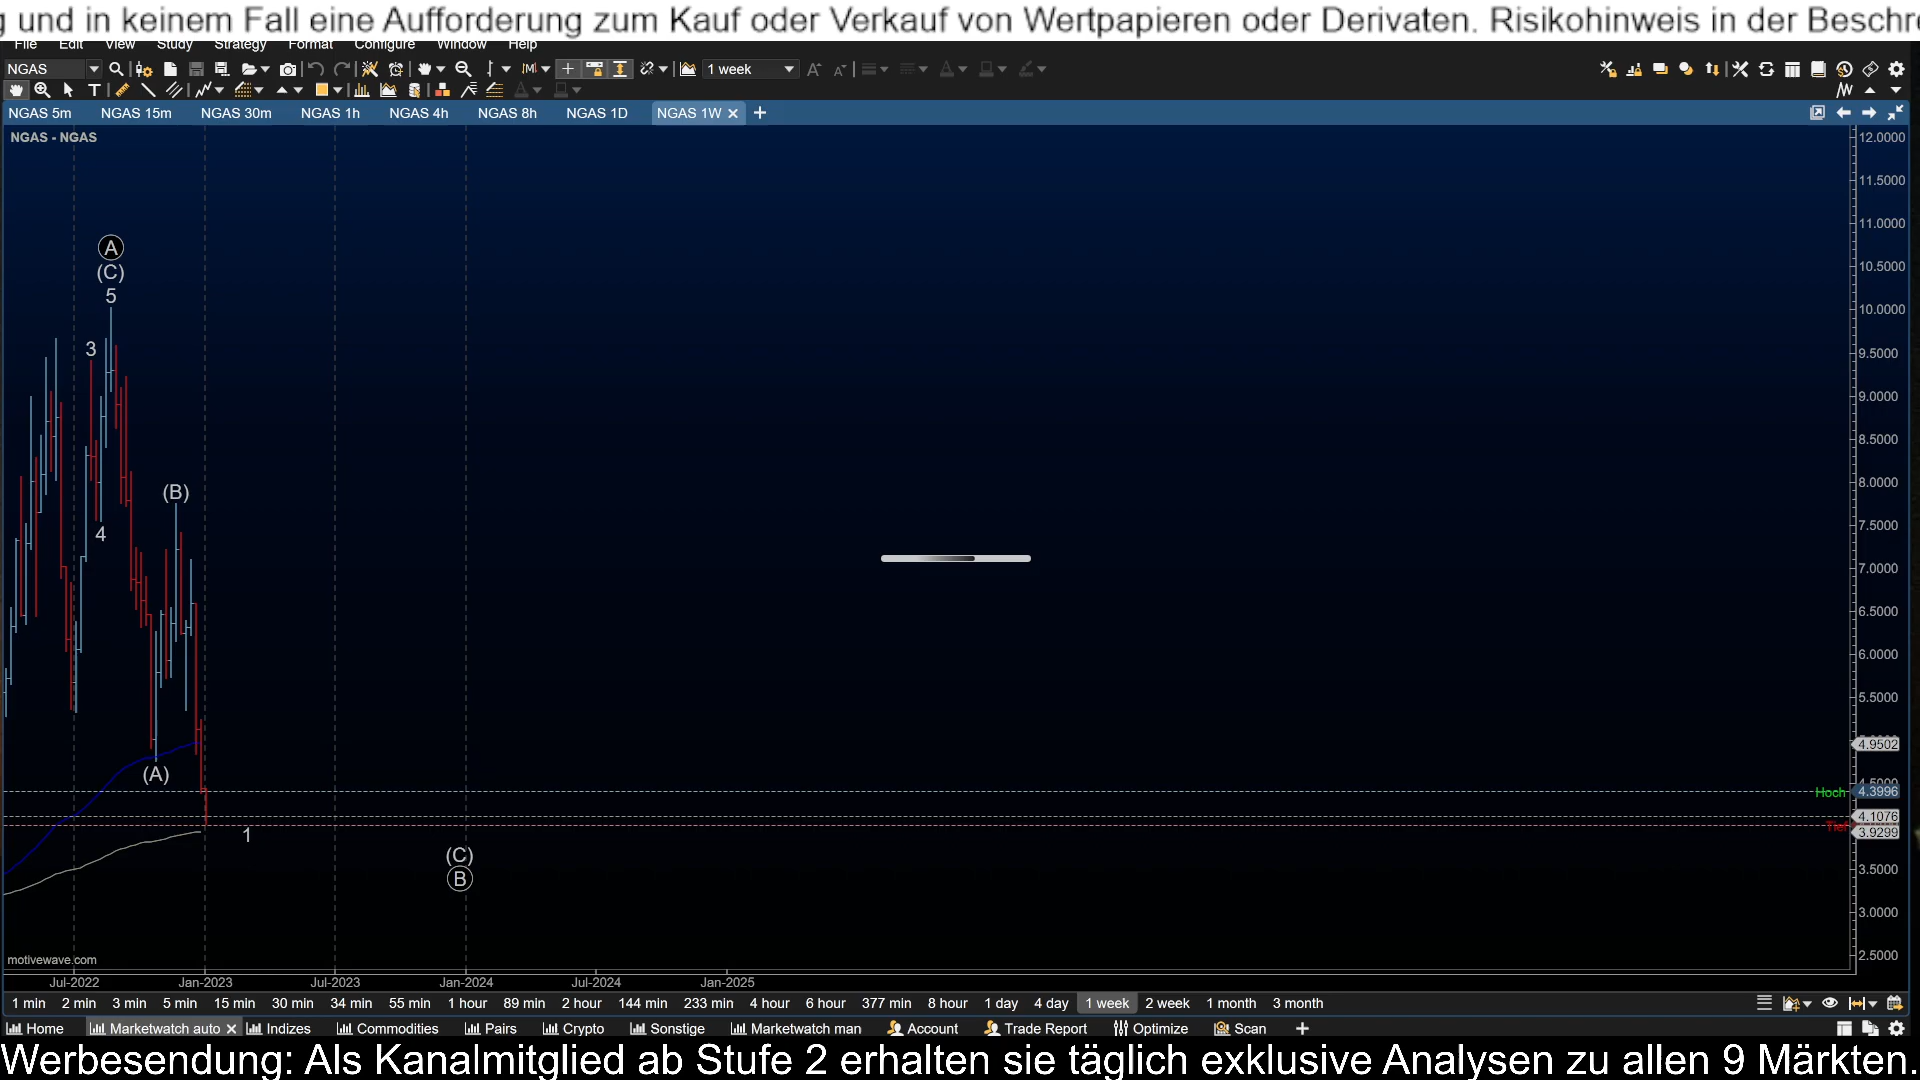 und in keinem Fall eine Aufforderung zum Kauf oder Verkauf von Wertpapieren oder Derivaten. Risikohinweis in der Beschr
File Edit View Study Strategy Format Configure Window Help
NGAS 1 week
NGAS 5m NGAS 15m NGAS 30m NGAS 1h NGAS 4h NGAS 8h NGAS 1D NGAS 1W
NGAS - NGAS
12.0000
11.5000
11.0000
A
10.5000
(C)
5
10.0000
3
9.5000
9.0000
8.5000
(B)
8.0000
4
7.5000
7.0000
6.5000
6.0000
5.5000
4.9502
(A)
4.5000
Hoch 4.3996
4.1076
Tief 3.9299
1
(C)
3.5000
B
3.0000
2.5000
motivewave.com
Jul-2022 Jan-2023 Jul-2023 Jan-2024 Jul-2024 Jan-2025
1 min 2 min 3 min 5 min 15 min 30 min 34 min 55 min 1 hour 89 min 2 hour 144 min 233 min 4 hour 6 hour 377 min 8 hour 1 day 4 day 1 week 2 week 1 month 3 month
Home Marketwatch auto Indizes Commodities Pairs Crypto Sonstige Marketwatch man Account Trade Report Optimize Scan
Werbesendung: Als Kanalmitglied ab Stufe 2 erhalten sie täglich exklusive Analysen zu allen 9 Märkten.